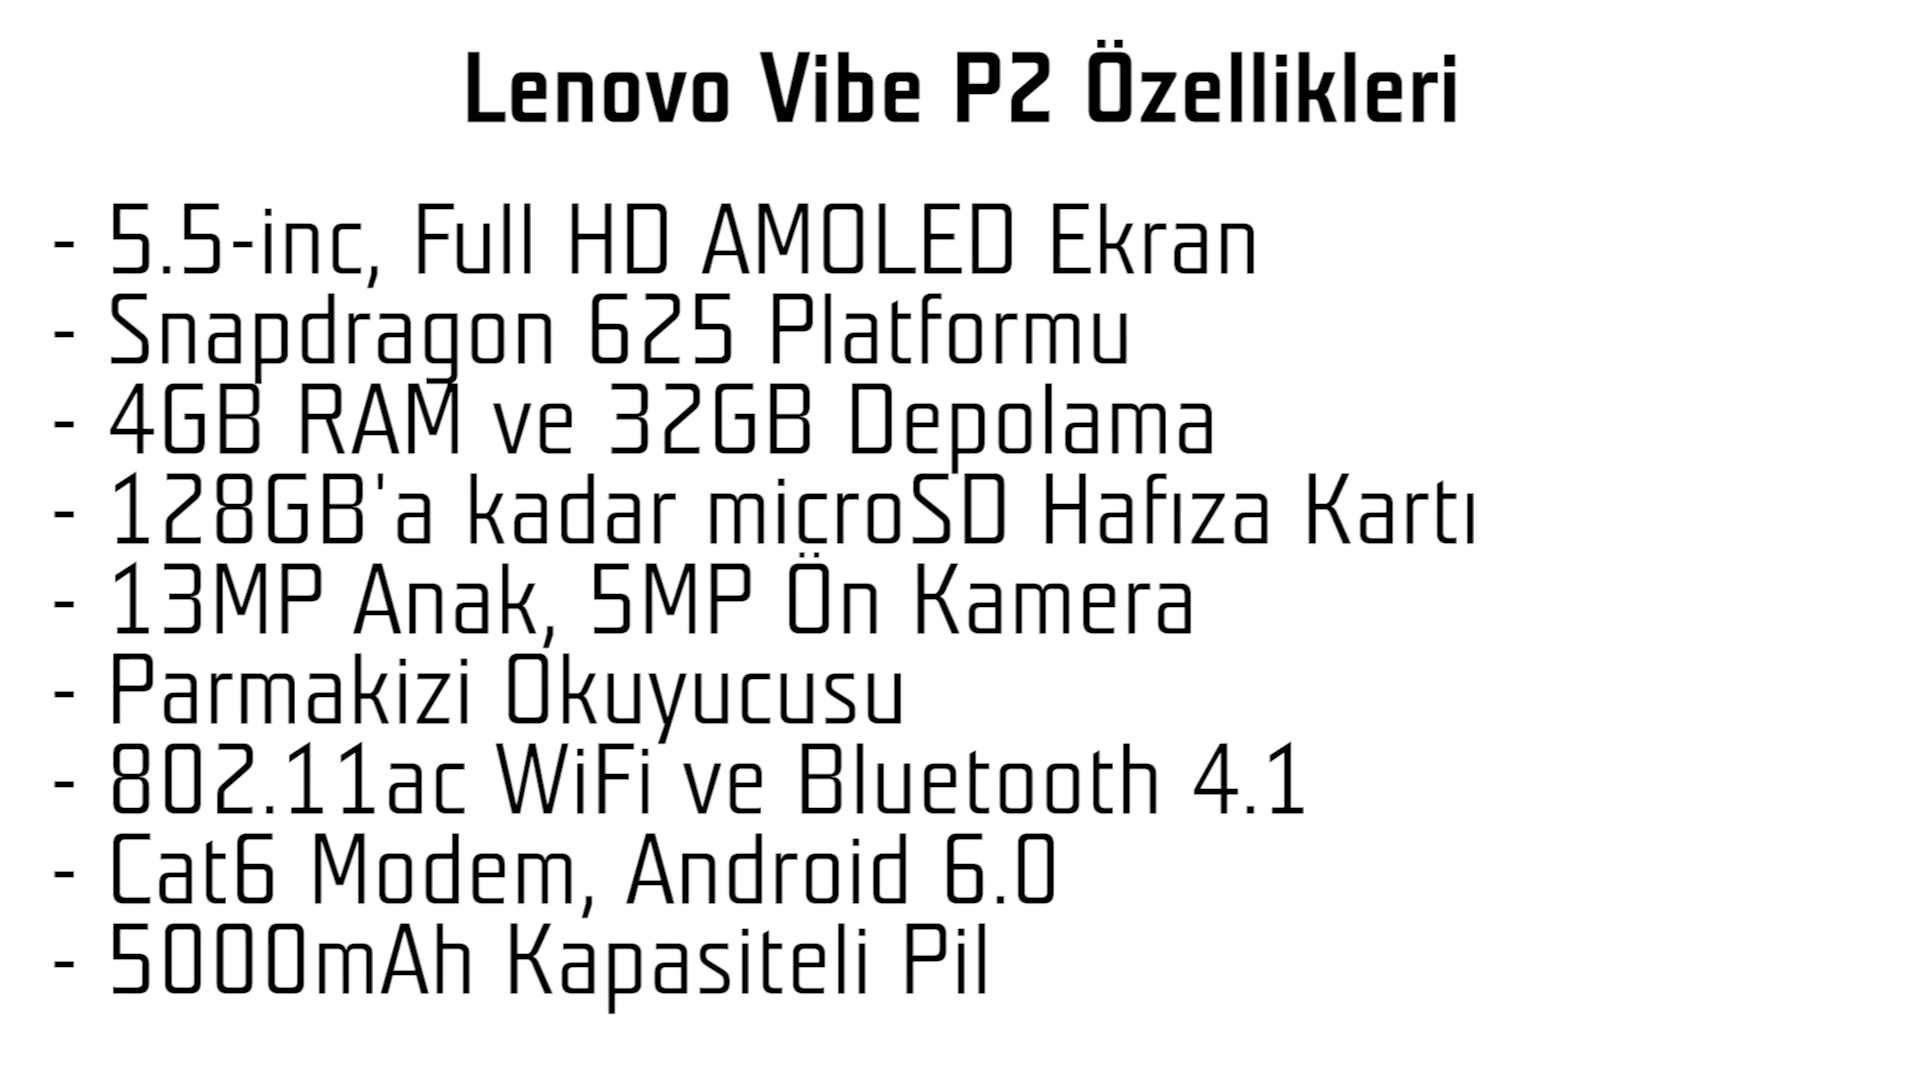 Lenovo Vibe P2 Özellikleri
- 5.5-inc, Full HD AMOLED Ekran
- Snapdragon 625 Platformu
- 4GB RAM ve 32GB Depolama
- 128GB'a kadar microSD Hafıza Kartı
- 13MP Anak, 5MP Ön Kamera
- Parmakizi Okuyucusu
- 802.11ac WiFi ve Bluetooth 4.1
- Cat6 Modem, Android 6.0
- 5000mAh Kapasiteli Pil